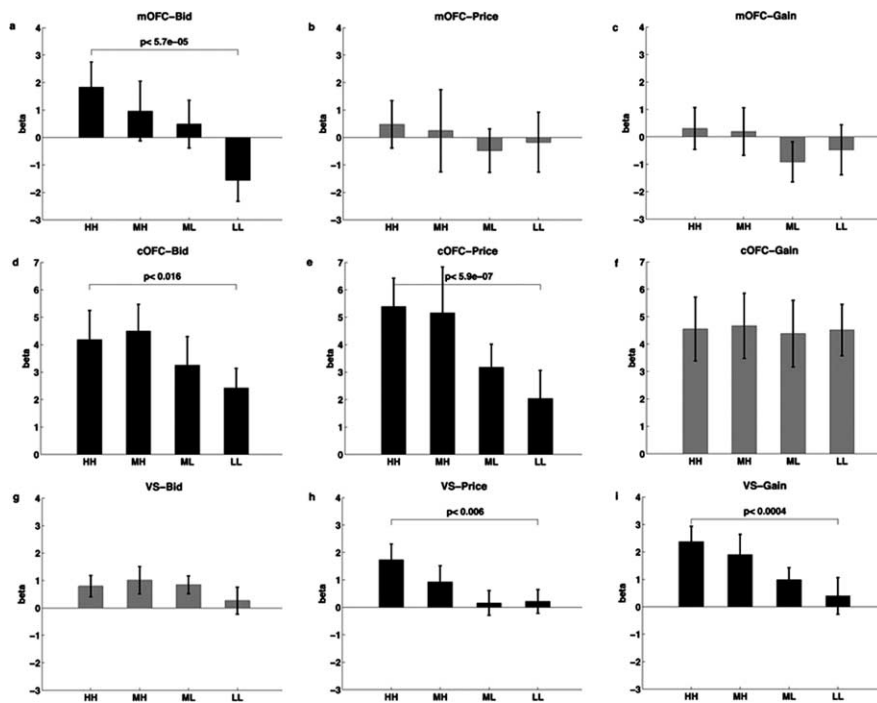 mOFC-Bid
a
p< 5.7e-05
4
3
2
1
0
-1
-2
-3
beta
HH MH ML LL
mOFC-Price
b
4
3
2
1
0
-1
-2
-3
beta
HH MH ML LL
mOFC-Gain
c
4
3
2
1
0
-1
-2
-3
beta
HH MH ML LL
cOFC-Bid
d
p< 0.016
7
6
5
4
3
2
1
0
beta
HH MH ML LL
cOFC-Price
e
p< 5.9e-07
7
6
5
4
3
2
1
0
beta
HH MH ML LL
cOFC-Gain
f
7
6
5
4
3
2
1
0
beta
HH MH ML LL
VS-Bid
g
4
3
2
1
0
-1
-2
-3
beta
HH MH ML LL
VS-Price
h
p< 0.006
4
3
2
1
0
-1
-2
-3
beta
HH MH ML LL
VS-Gain
i
p< 0.0004
4
3
2
1
0
-1
-2
-3
beta
HH MH ML LL